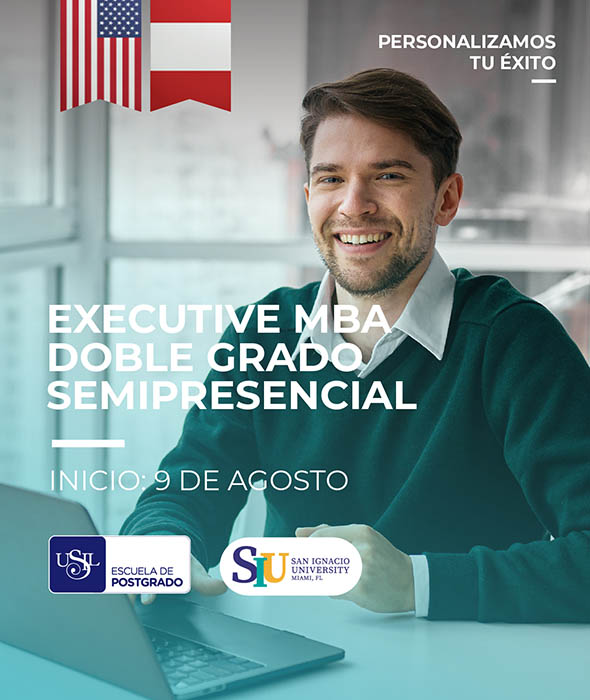 PERSONALIZAMOS
TU ÉXITO
EXECUTIVE MBA
DOBLE GRADO
SEMIPRESENCIAL
INICIO: 9 DE AGOSTO
USIL
ESCUELA DE
POSTGRADO
SIU
SAN IGNACIO
UNIVERSITY
MIAMI, FL